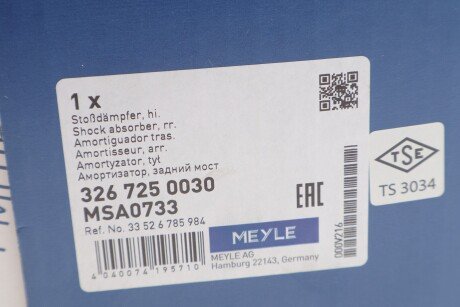 1 x
Stoßdämpfer, hi.
Shock absorber, rr.
Amortiguador tras.
Amortisseur, arr.
Amortyzator, tył
Амортизатор, задний мост
326 725 0030
MSA0733
Ref. No. 33 52 6 785 984
4 040074 195710
MEYLE
MEYLE AG
Hamburg 22143, Germany
EAC
000V216
TSE
TS 3034